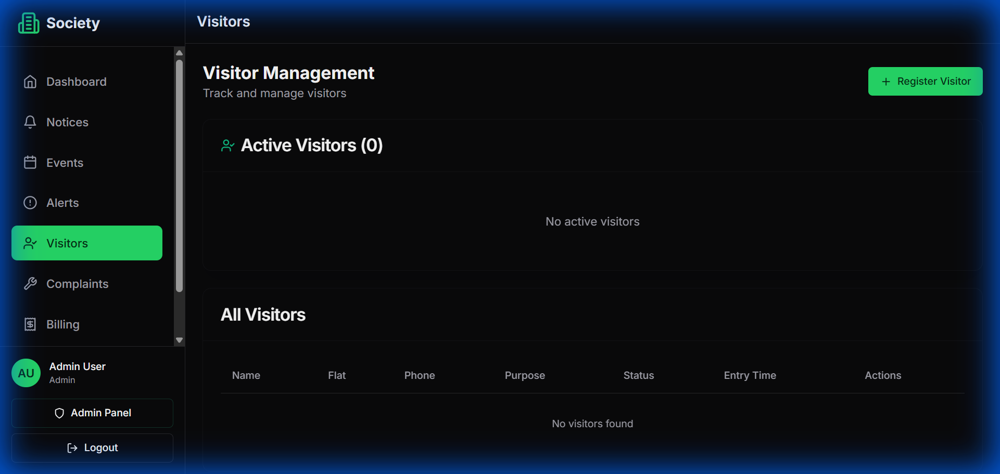 Society
Visitors
Dashboard
Notices
Events
Alerts
Visitors
Complaints
Billing
AU
Admin User
Admin
Admin Panel
Logout
Visitor Management
Track and manage visitors
+ Register Visitor
Active Visitors (0)
No active visitors
All Visitors
Name Flat Phone Purpose Status Entry Time Actions
No visitors found